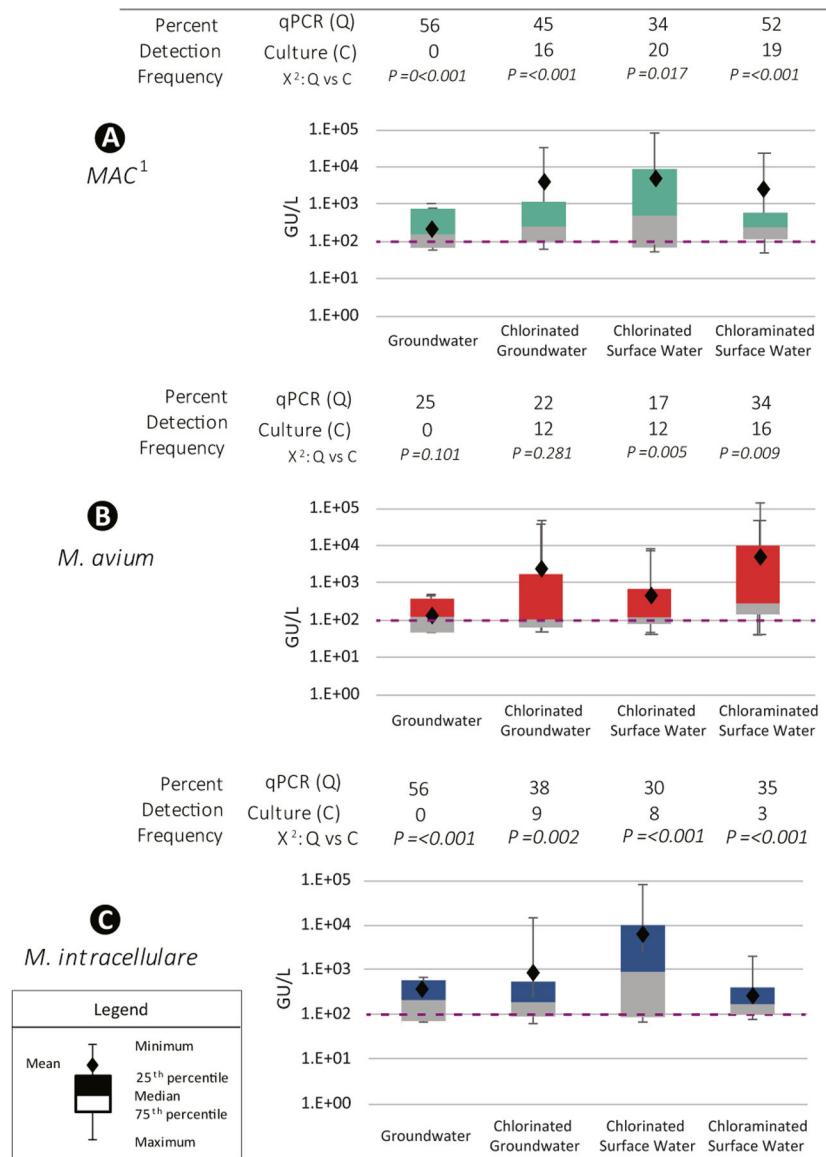 Percent qPCR (Q) 56 45 34 52
Detection Culture (C) 0 16 20 19
Frequency X²: Q vs C P =0<0.001 P =<0.001 P =0.017 P =<0.001
A
MAC¹
GU/L
1.E+05
1.E+04
1.E+03
1.E+02
1.E+01
1.E+00
Groundwater Chlorinated Groundwater Chlorinated Surface Water Chloraminated Surface Water
Percent qPCR (Q) 25 22 17 34
Detection Culture (C) 0 12 12 16
Frequency X²: Q vs C P =0.101 P =0.281 P =0.005 P =0.009
B
M. avium
GU/L
1.E+05
1.E+04
1.E+03
1.E+02
1.E+01
1.E+00
Groundwater Chlorinated Groundwater Chlorinated Surface Water Chloraminated Surface Water
Percent qPCR (Q) 56 38 30 35
Detection Culture (C) 0 9 8 3
Frequency X²: Q vs C P =<0.001 P =0.002 P =<0.001 P =<0.001
C
M. intracellulare
GU/L
1.E+05
1.E+04
1.E+03
1.E+02
1.E+01
1.E+00
Groundwater Chlorinated Groundwater Chlorinated Surface Water Chloraminated Surface Water
Legend
Minimum
Mean
25th percentile
Median
75th percentile
Maximum